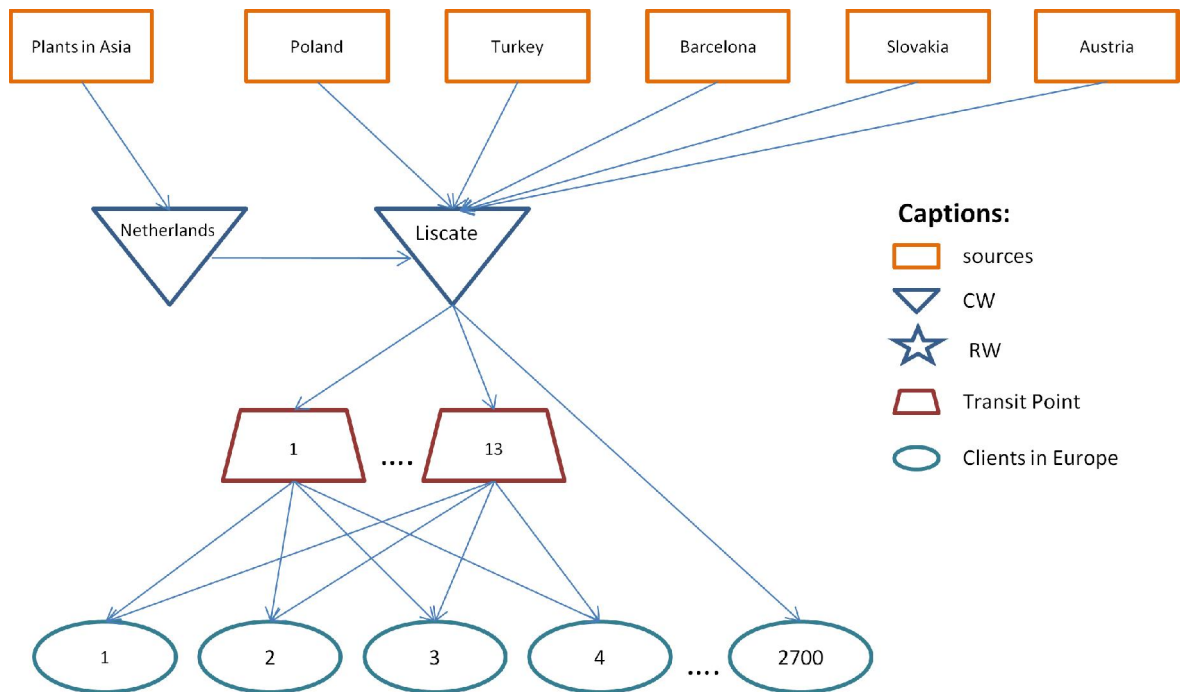 Plants in Asia
Poland
Turkey
Barcelona
Slovakia
Austria
Netherlands
Liscate
Captions:
sources
CW
RW
Transit Point
Clients in Europe
1
....
13
1
2
3
4
....
2700